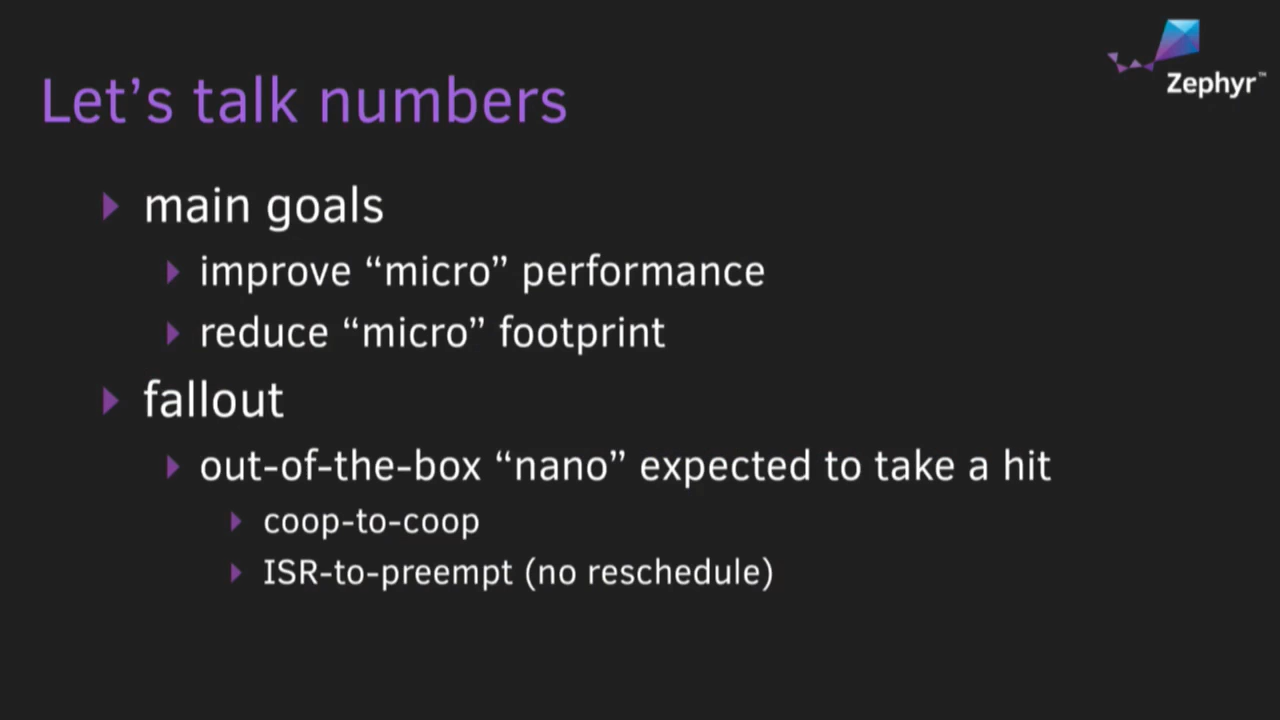 Zephyr™
Let’s talk numbers
main goals
improve “micro” performance
reduce “micro” footprint
fallout
out-of-the-box “nano” expected to take a hit
coop-to-coop
ISR-to-preempt (no reschedule)